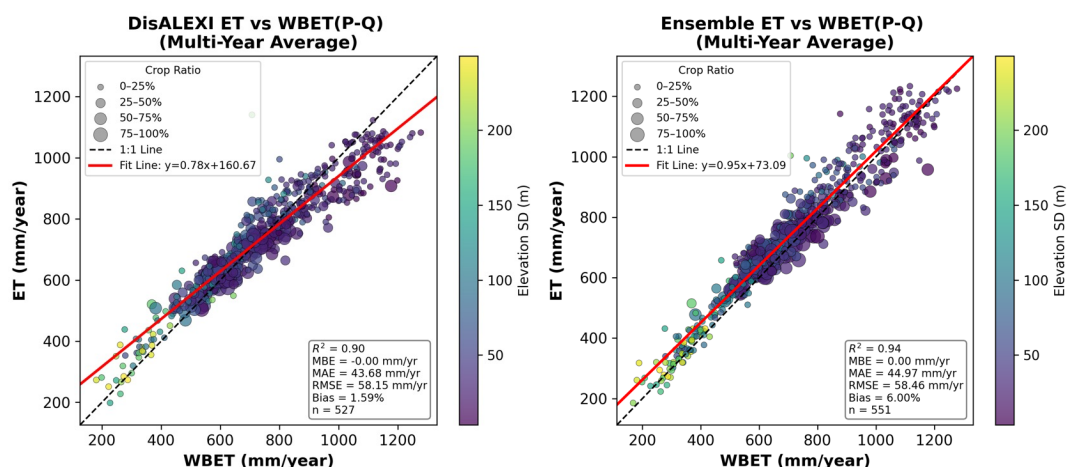 DisALEXI ET vs WBET(P-Q)
(Multi-Year Average)
Crop Ratio
0–25%
25–50%
50–75%
75–100%
1:1 Line
Fit Line: y=0.78x+160.67
R² = 0.90
MBE = -0.00 mm/yr
MAE = 43.68 mm/yr
RMSE = 58.15 mm/yr
Bias = 1.59%
n = 527
1200
1000
800
600
400
200
ET (mm/year)
200 400 600 800 1000 1200
WBET (mm/year)
200
150
100
50
Elevation SD (m)
Ensemble ET vs WBET(P-Q)
(Multi-Year Average)
Crop Ratio
0–25%
25–50%
50–75%
75–100%
1:1 Line
Fit Line: y=0.95x+73.09
R² = 0.94
MBE = 0.00 mm/yr
MAE = 44.97 mm/yr
RMSE = 58.46 mm/yr
Bias = 6.00%
n = 551
1200
1000
800
600
400
200
ET (mm/year)
200 400 600 800 1000 1200
WBET (mm/year)
200
150
100
50
Elevation SD (m)